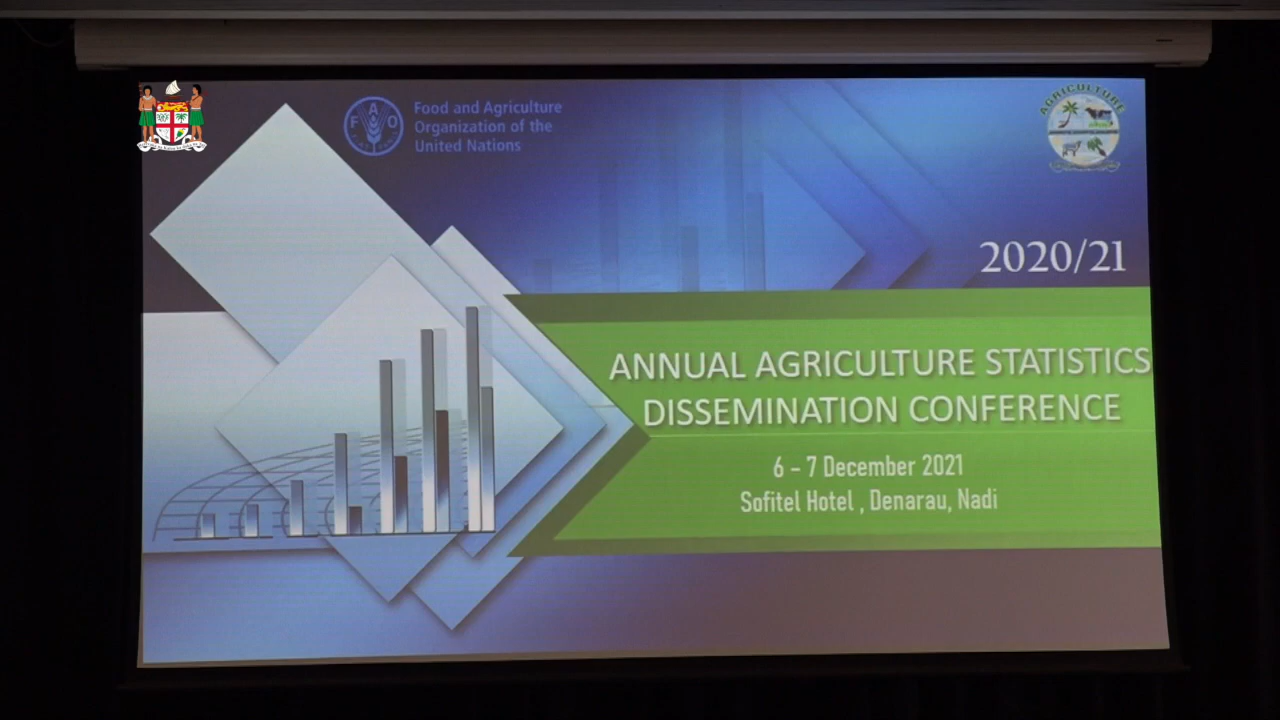 Food and Agriculture
Organization of the
United Nations
F A O
AGRICULTURE
2020/21
ANNUAL AGRICULTURE STATISTICS
DISSEMINATION CONFERENCE
6 – 7 December 2021
Sofitel Hotel , Denarau, Nadi